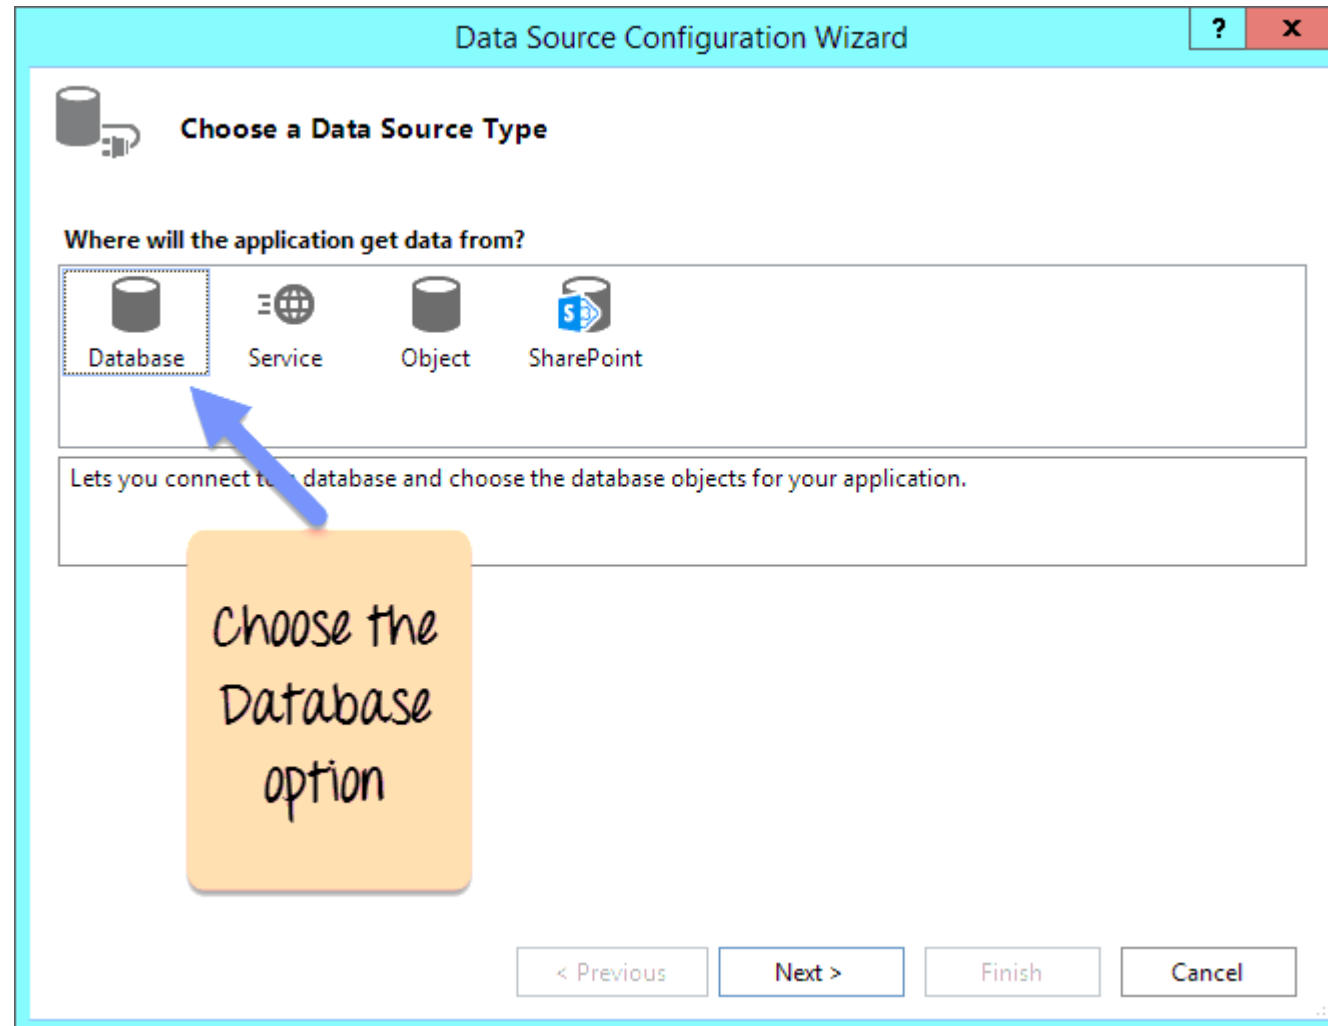 Data Source Configuration Wizard
? x
Choose a Data Source Type
Where will the application get data from?
Database Service Object SharePoint
S
Lets you connect to database and choose the database objects for your application.
Choose the
Database
option
< Previous Next > Finish Cancel